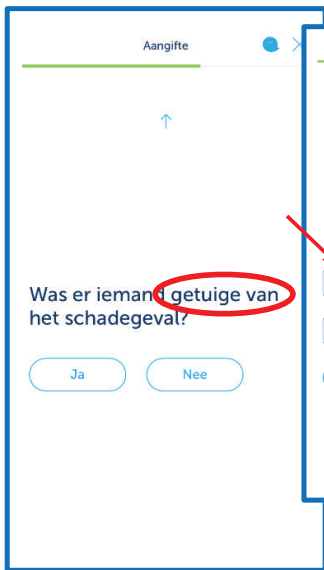 Aangifte
Was er iemand getuige van
het schadegeval?
Ja
Nee